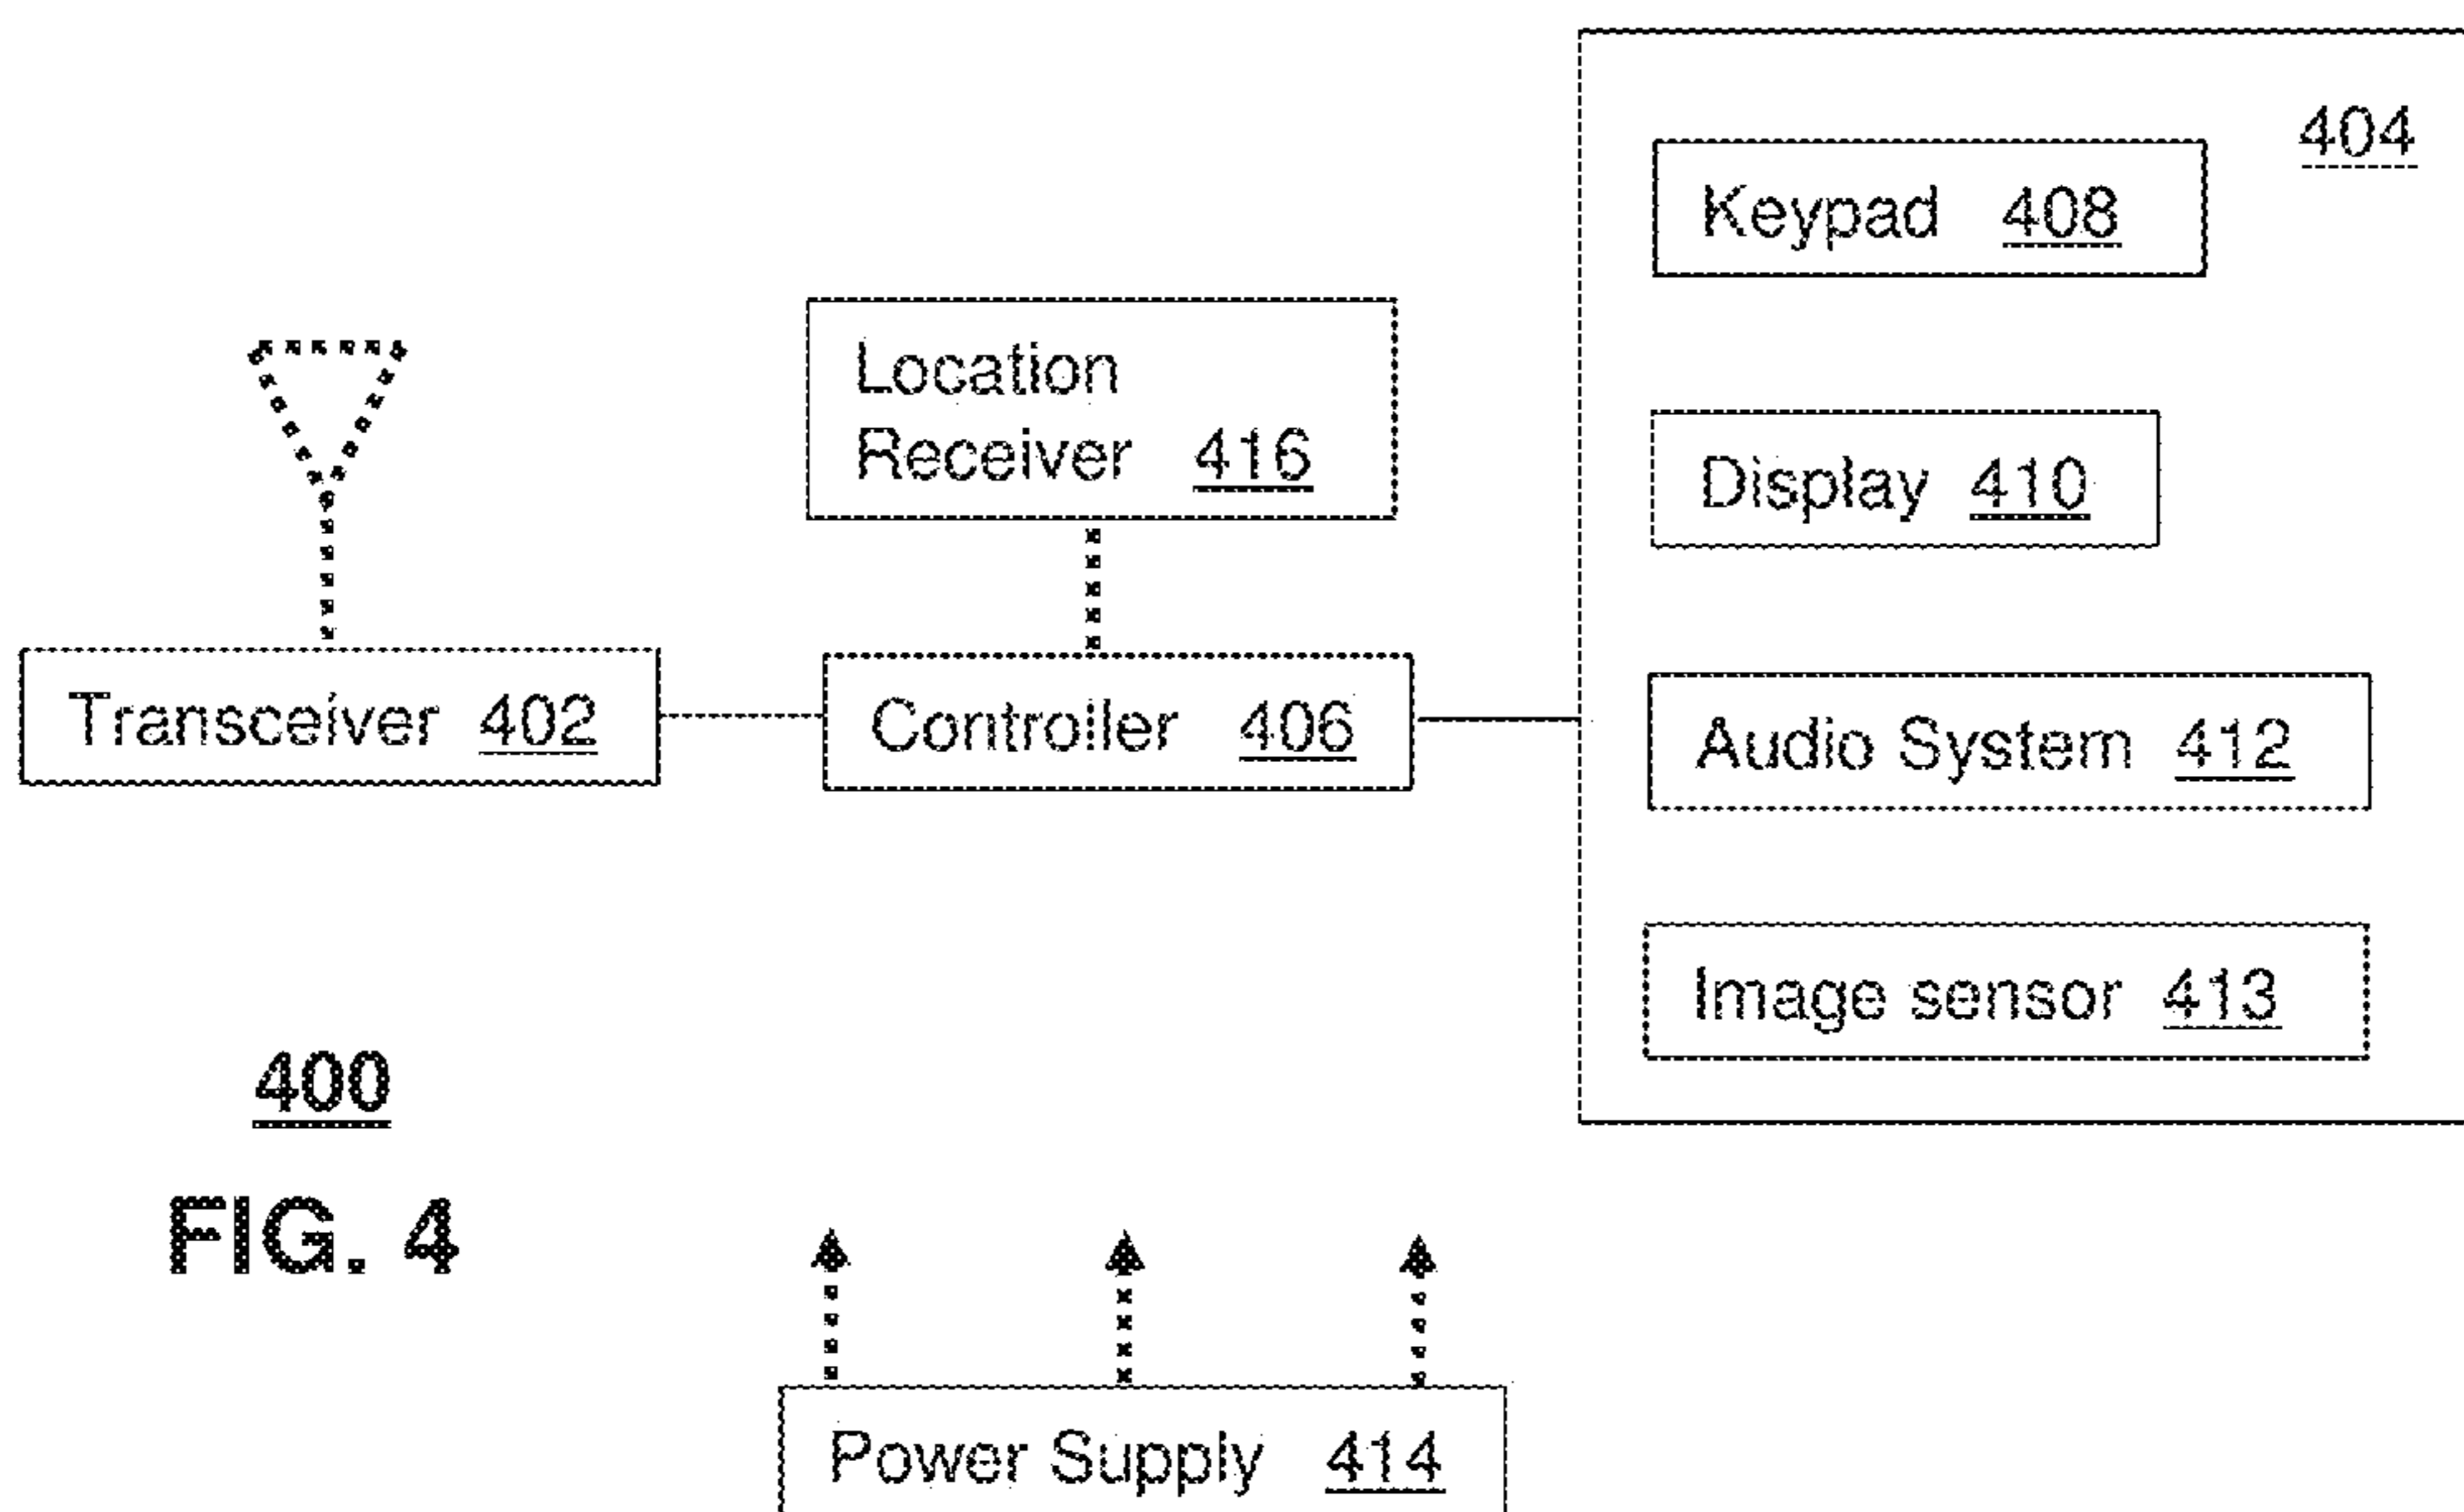 404
Keypad 408
Location
Receiver 416
Display 410
Transceiver 402
Controller 406
Audio System 412
Image sensor 413
400
FIG. 4
Power Supply 414